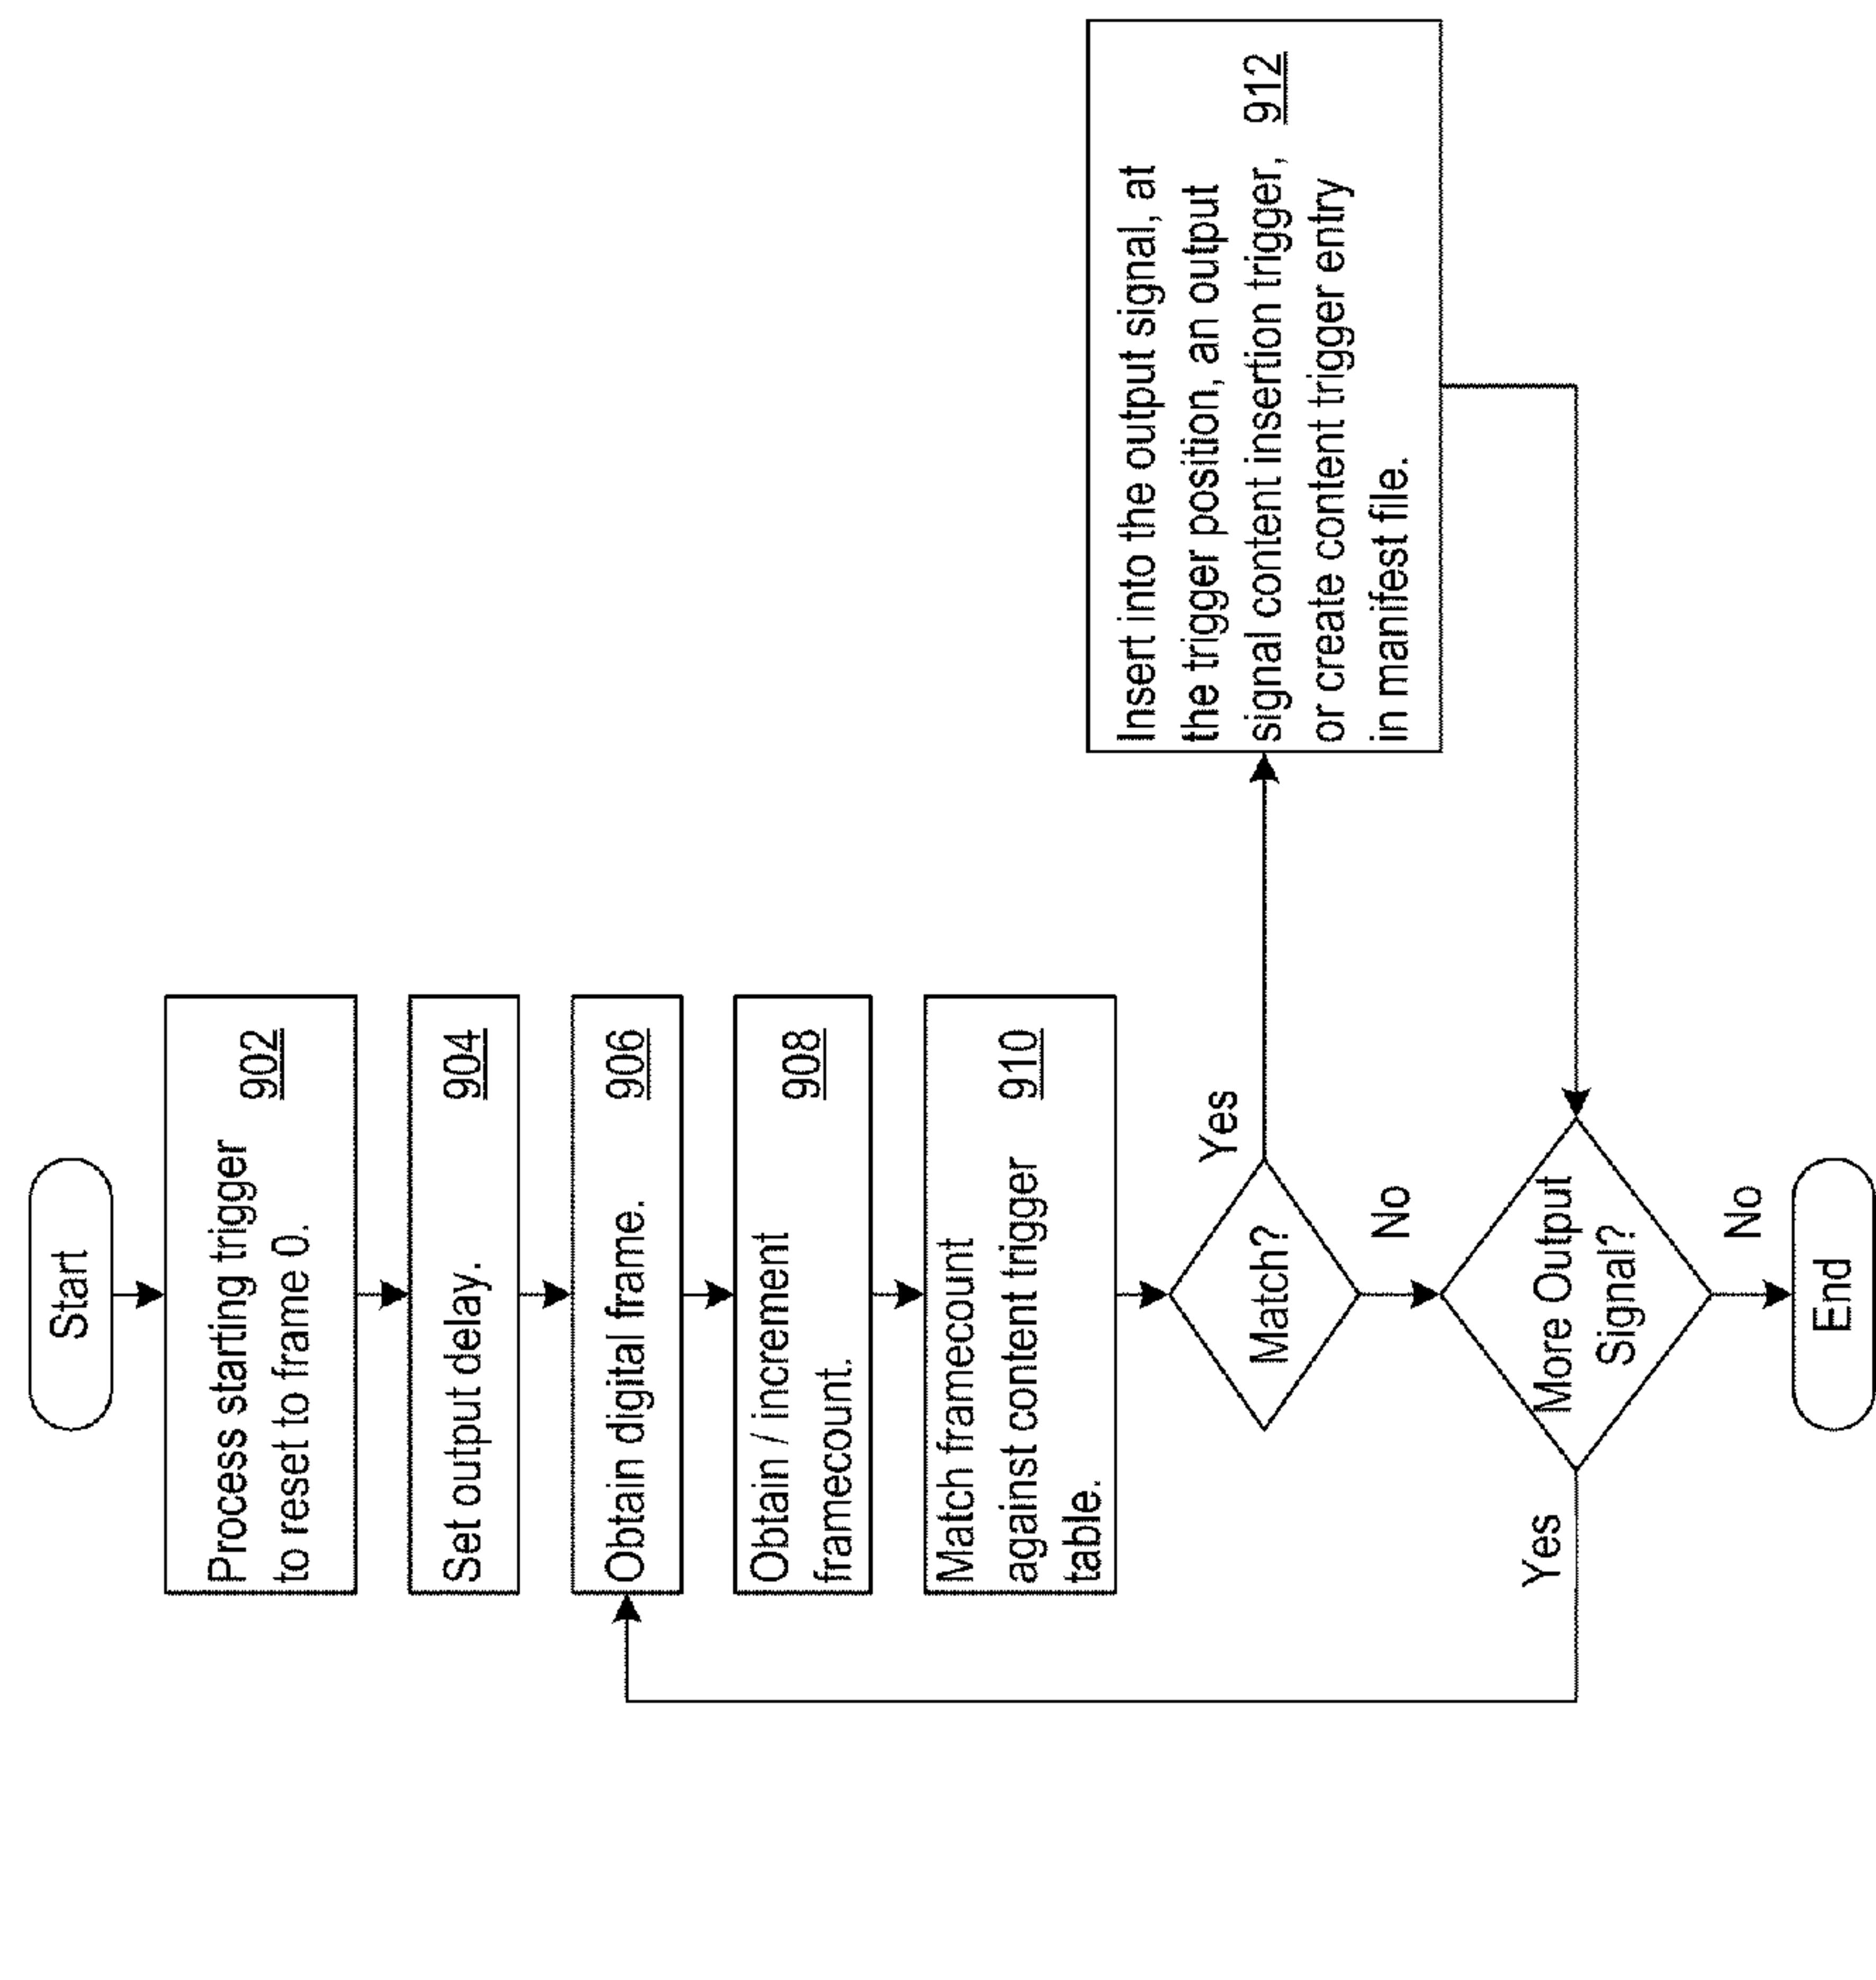 Start
Process starting trigger 902
to reset to frame 0.
Set output delay. 904
Obtain digital frame. 906
Obtain / increment 908
framecount.
Match framecount
against content trigger 910
table.
Match?
Yes
No
Insert into the output signal, at
the trigger position, an output
signal content insertion trigger, 912
or create content trigger entry
in manifest file.
More Output
Signal?
Yes
No
End